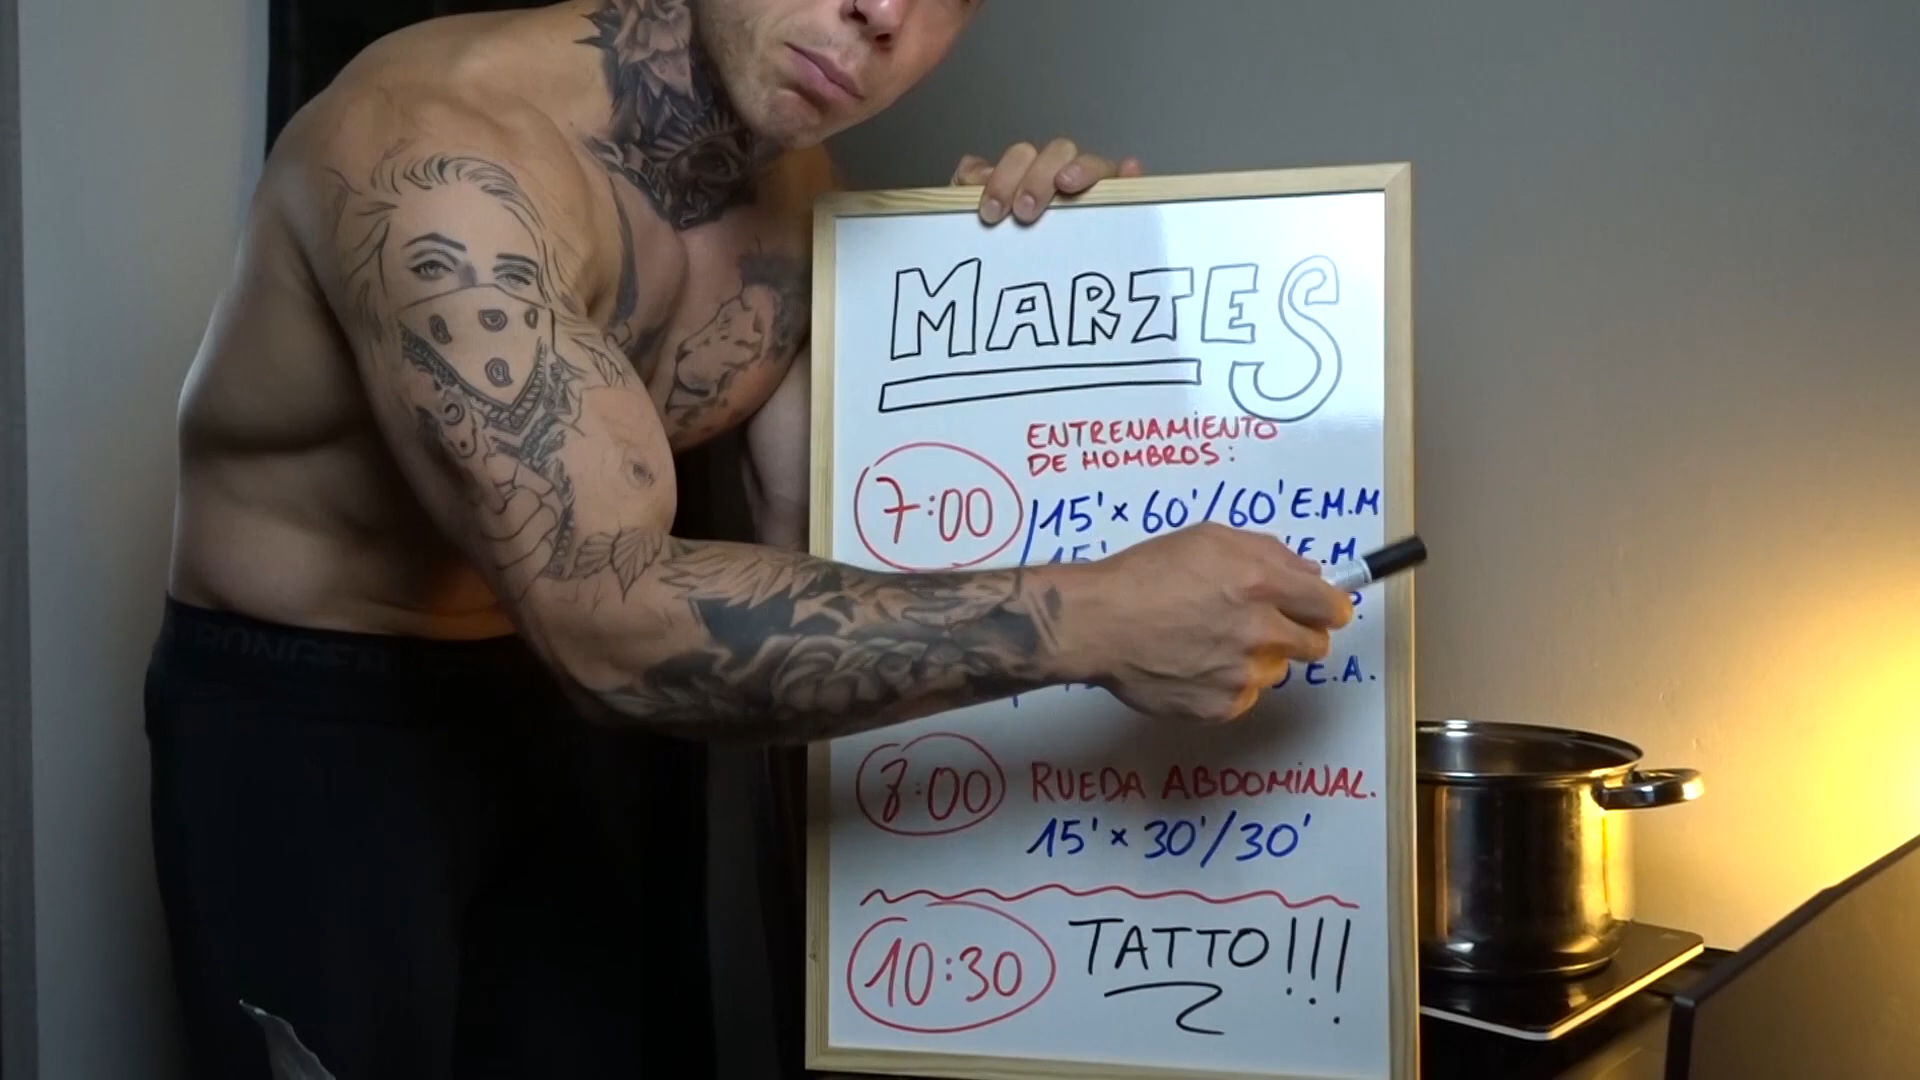 MARTES
ENTRENAMIENTO
DE HOMBROS:
7:00
15' × 60'/60' E.M.M
15' E.M.
E.A.
8:00 RUEDA ABDOMINAL.
15' × 30'/30'
10:30 TATTO!!!